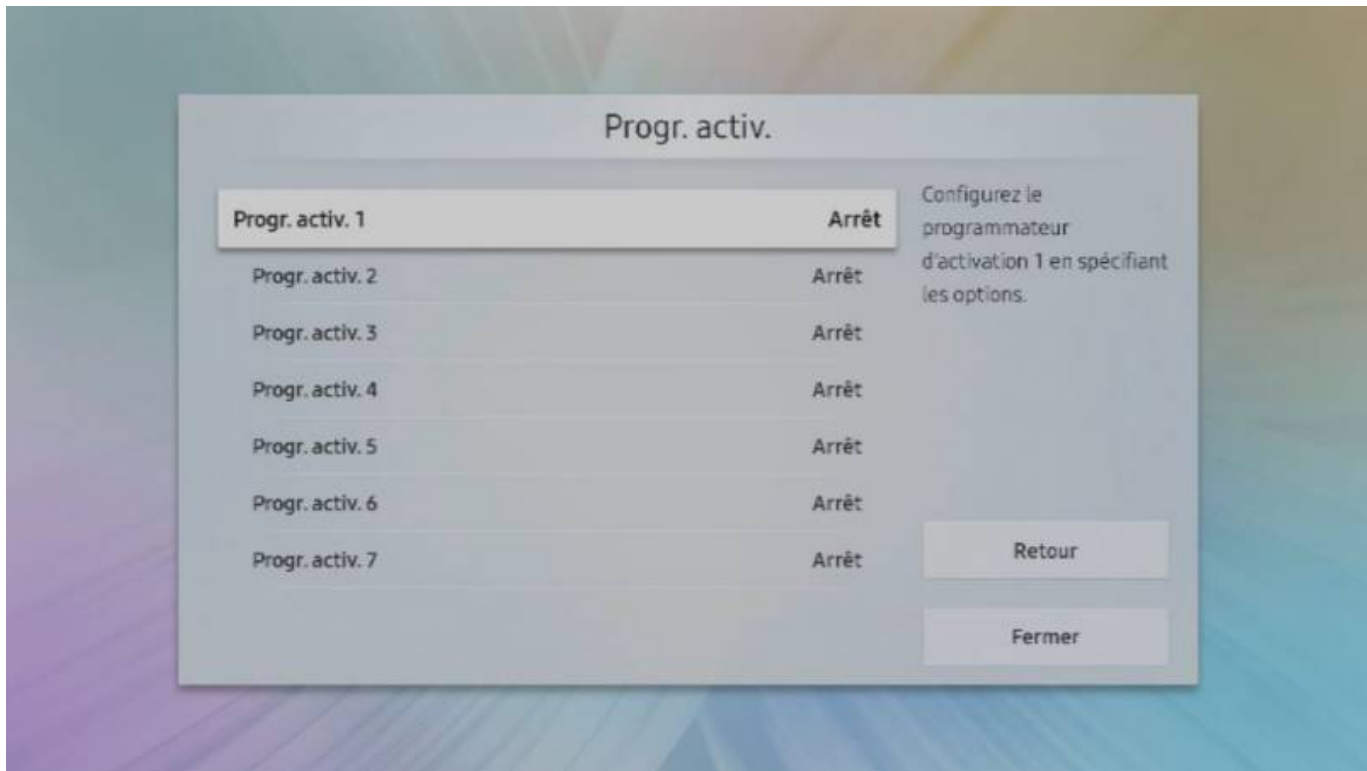 Progr. activ.
Progr. activ. 1 Arrêt
Progr. activ. 2 Arrêt
Progr. activ. 3 Arrêt
Progr. activ. 4 Arrêt
Progr. activ. 5 Arrêt
Progr. activ. 6 Arrêt
Progr. activ. 7 Arrêt
Configurez le
programmateur
d'activation 1 en spécifiant
les options.
Retour
Fermer